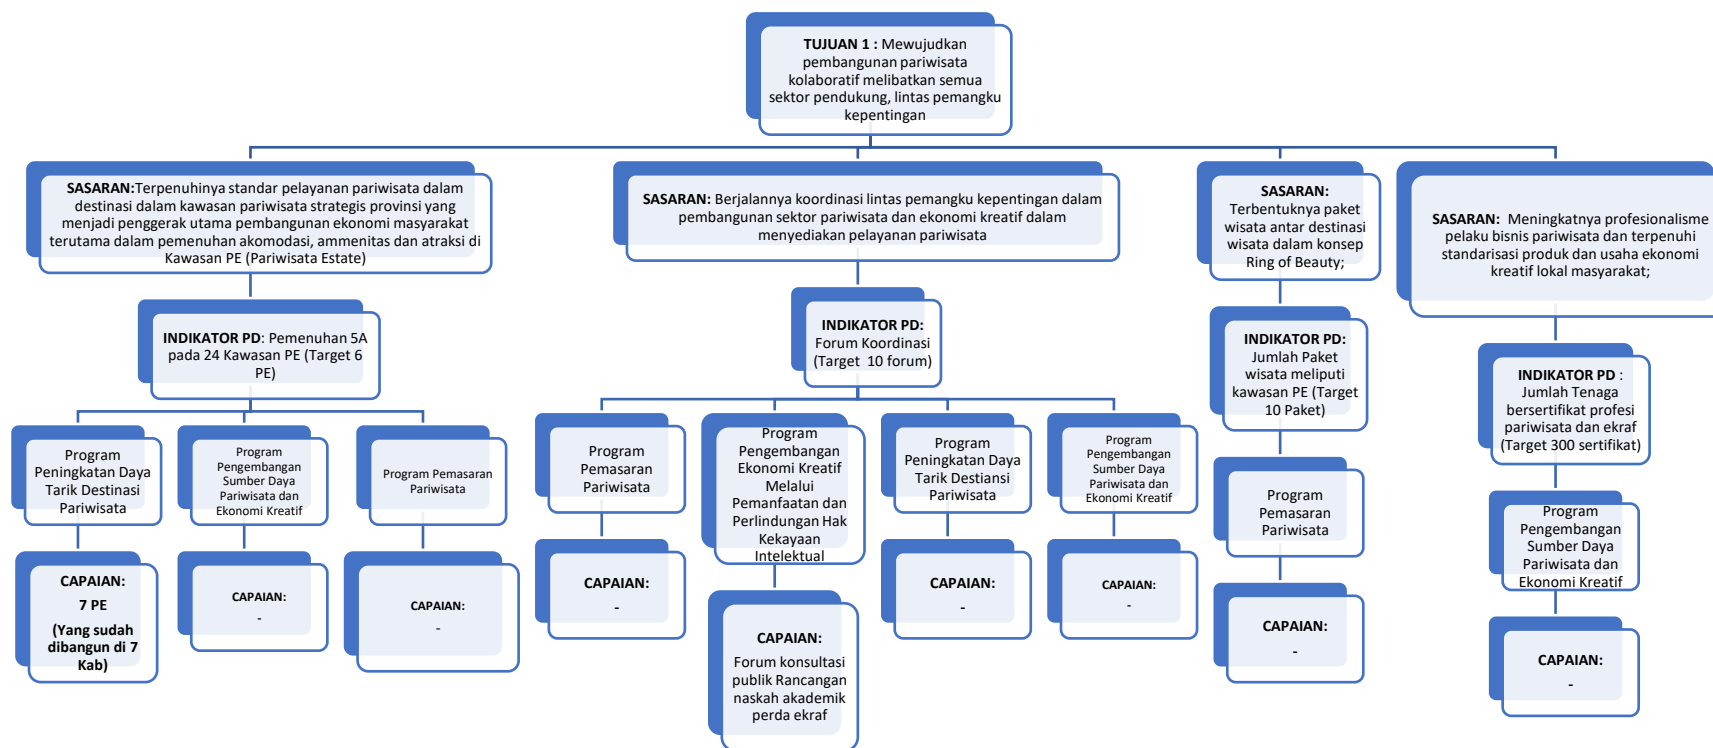 TUJUAN 1 : Mewujudkan
pembangunan pariwisata
kolaboratif melibatkan semua
sektor pendukung, lintas pemangku
kepentingan
SASARAN:Terpenuhinya standar pelayanan pariwisata dalam
destinasi dalam kawasan pariwisata strategis provinsi yang
menjadi penggerak utama pembangunan ekonomi masyarakat
terutama dalam pemenuhan akomodasi, ammenitas dan atraksi di
Kawasan PE (Pariwisata Estate)
SASARAN: Berjalannya koordinasi lintas pemangku kepentingan dalam
pembangunan sektor pariwisata dan ekonomi kreatif dalam
menyediakan pelayanan pariwisata
SASARAN:
Terbentuknya paket
wisata antar destinasi
wisata dalam konsep
Ring of Beauty;
SASARAN: Meningkatnya profesionalisme
pelaku bisnis pariwisata dan terpenuhi
standarisasi produk dan usaha ekonomi
kreatif lokal masyarakat;
INDIKATOR PD: Pemenuhan 5A
pada 24 Kawasan PE (Target 6
PE)
INDIKATOR PD:
Forum Koordinasi
(Target 10 forum)
INDIKATOR PD:
Jumlah Paket
wisata meliputi
kawasan PE (Target
10 Paket)
INDIKATOR PD :
Jumlah Tenaga
bersertifikat profesi
pariwisata dan ekraf
(Target 300 sertifikat)
Program
Peningkatan Daya
Tarik Destinasi
Pariwisata
Program
Pengembangan
Sumber Daya
Pariwisata dan
Ekonomi Kreatif
Program Pemasaran
Pariwisata
Program
Pemasaran
Pariwisata
Program
Pengembangan
Ekonomi Kreatif
Melalui
Pemanfaatan dan
Perlindungan Hak
Kekayaan
Intelektual
Program
Peningkatan Daya
Tarik Destiansi
Pariwisata
Program
Pengembangan
Sumber Daya
Pariwisata dan
Ekonomi Kreatif
Program
Pemasaran
Pariwisata
Program
Pengembangan
Sumber Daya
Pariwisata dan
Ekonomi Kreatif
CAPAIAN:
7 PE
(Yang sudah
dibangun di 7
Kab)
CAPAIAN:
-
CAPAIAN:
-
CAPAIAN:
-
CAPAIAN:
Forum konsultasi
publik Rancangan
naskah akademik
perda ekraf
CAPAIAN:
-
CAPAIAN:
-
CAPAIAN:
-
CAPAIAN:
-